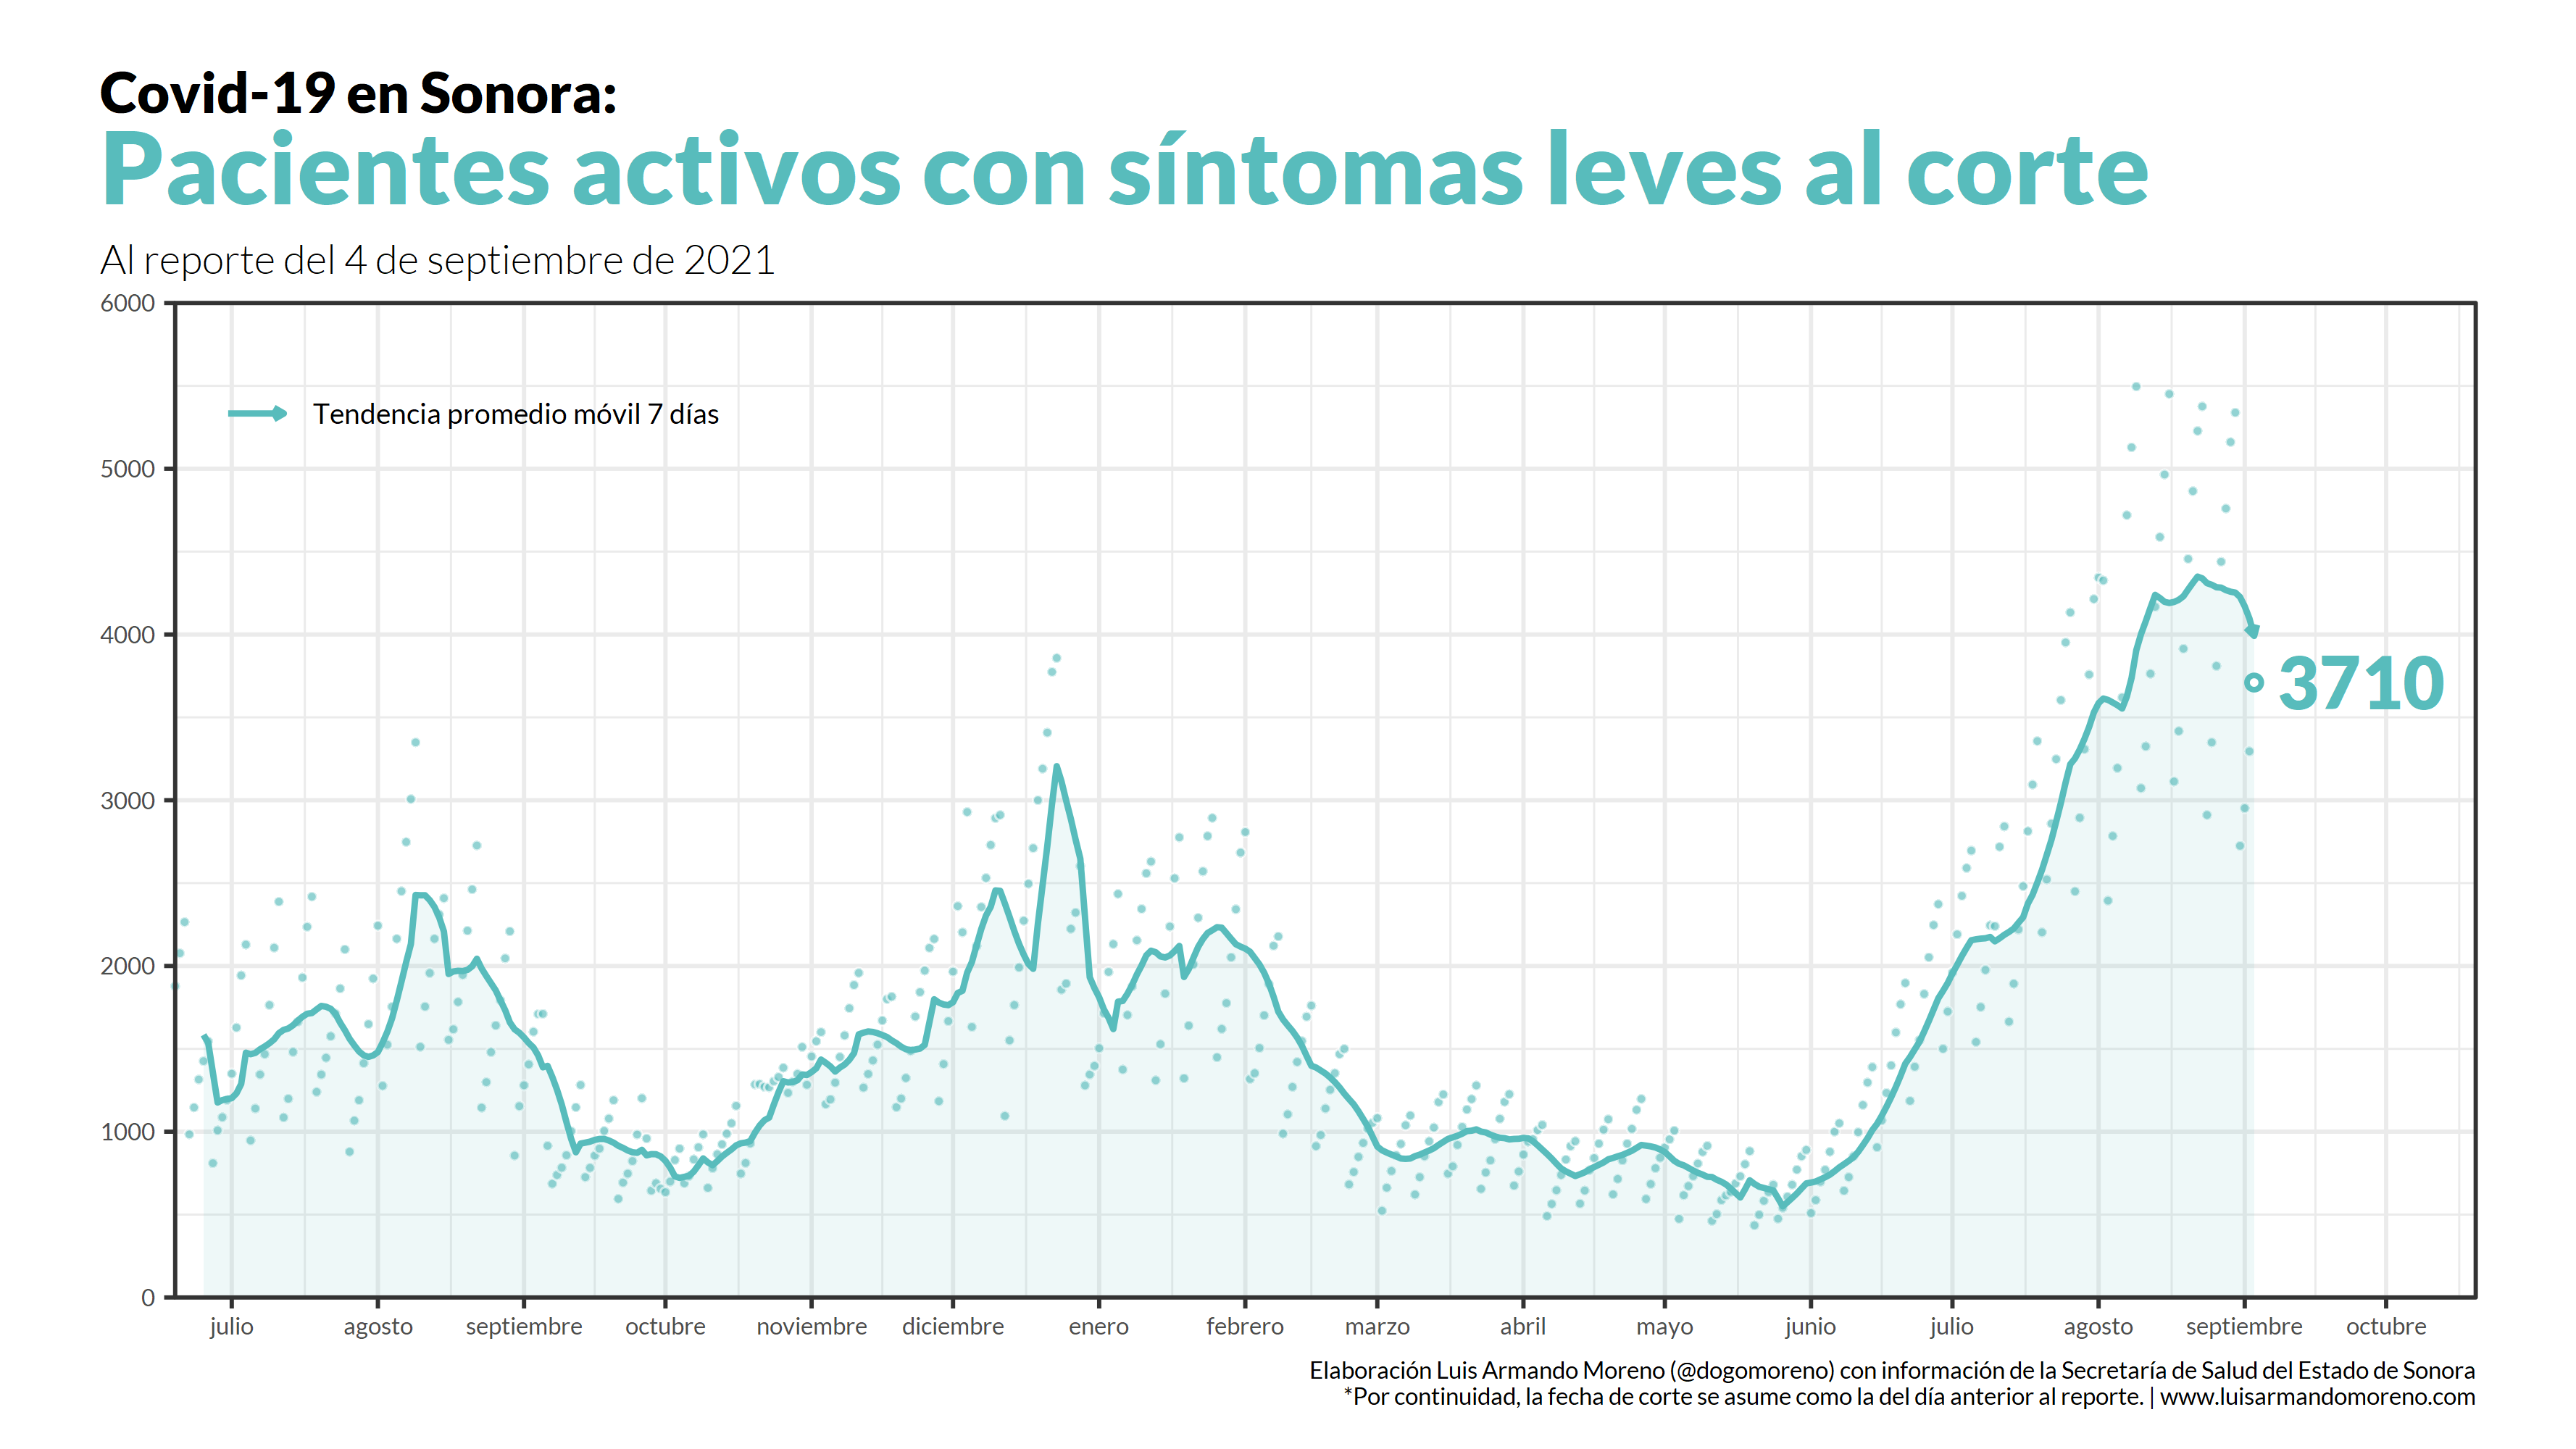 Covid-19 en Sonora:
Pacientes activos con síntomas leves al corte
Al reporte del 4 de septiembre de 2021
6000
Tendencia promedio móvil 7 días
5000
4000
3710
3000
2000
1000
0
julio agosto septiembre octubre noviembre diciembre enero febrero marzo abril mayo junio julio agosto septiembre octubre
Elaboración Luis Armando Moreno (@dogomoreno) con información de la Secretaría de Salud del Estado de Sonora
*Por continuidad, la fecha de corte se asume como la del día anterior al reporte. | www.luisarmandomoreno.com